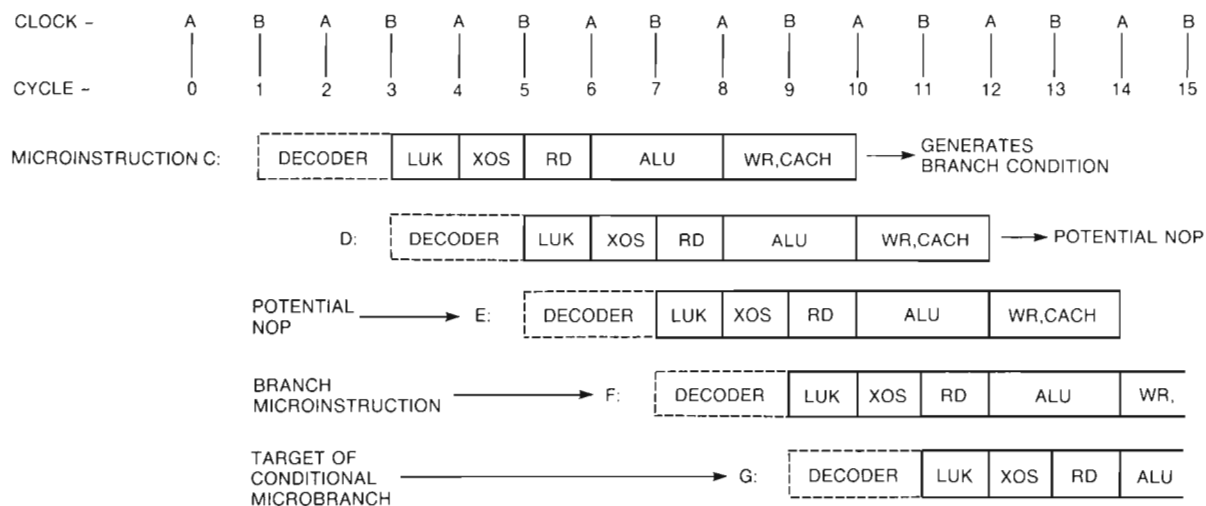 CLOCK – A B A B A B A B A B A B A B A B
CYCLE – 0 1 2 3 4 5 6 7 8 9 10 11 12 13 14 15
MICROINSTRUCTION C: DECODER LUK XOS RD ALU WR,CACH GENERATES
BRANCH CONDITION
D: DECODER LUK XOS RD ALU WR,CACH POTENTIAL NOP
POTENTIAL
NOP
E: DECODER LUK XOS RD ALU WR,CACH
BRANCH
MICROINSTRUCTION
F: DECODER LUK XOS RD ALU WR,
TARGET OF
CONDITIONAL
MICROBRANCH
G: DECODER LUK XOS RD ALU